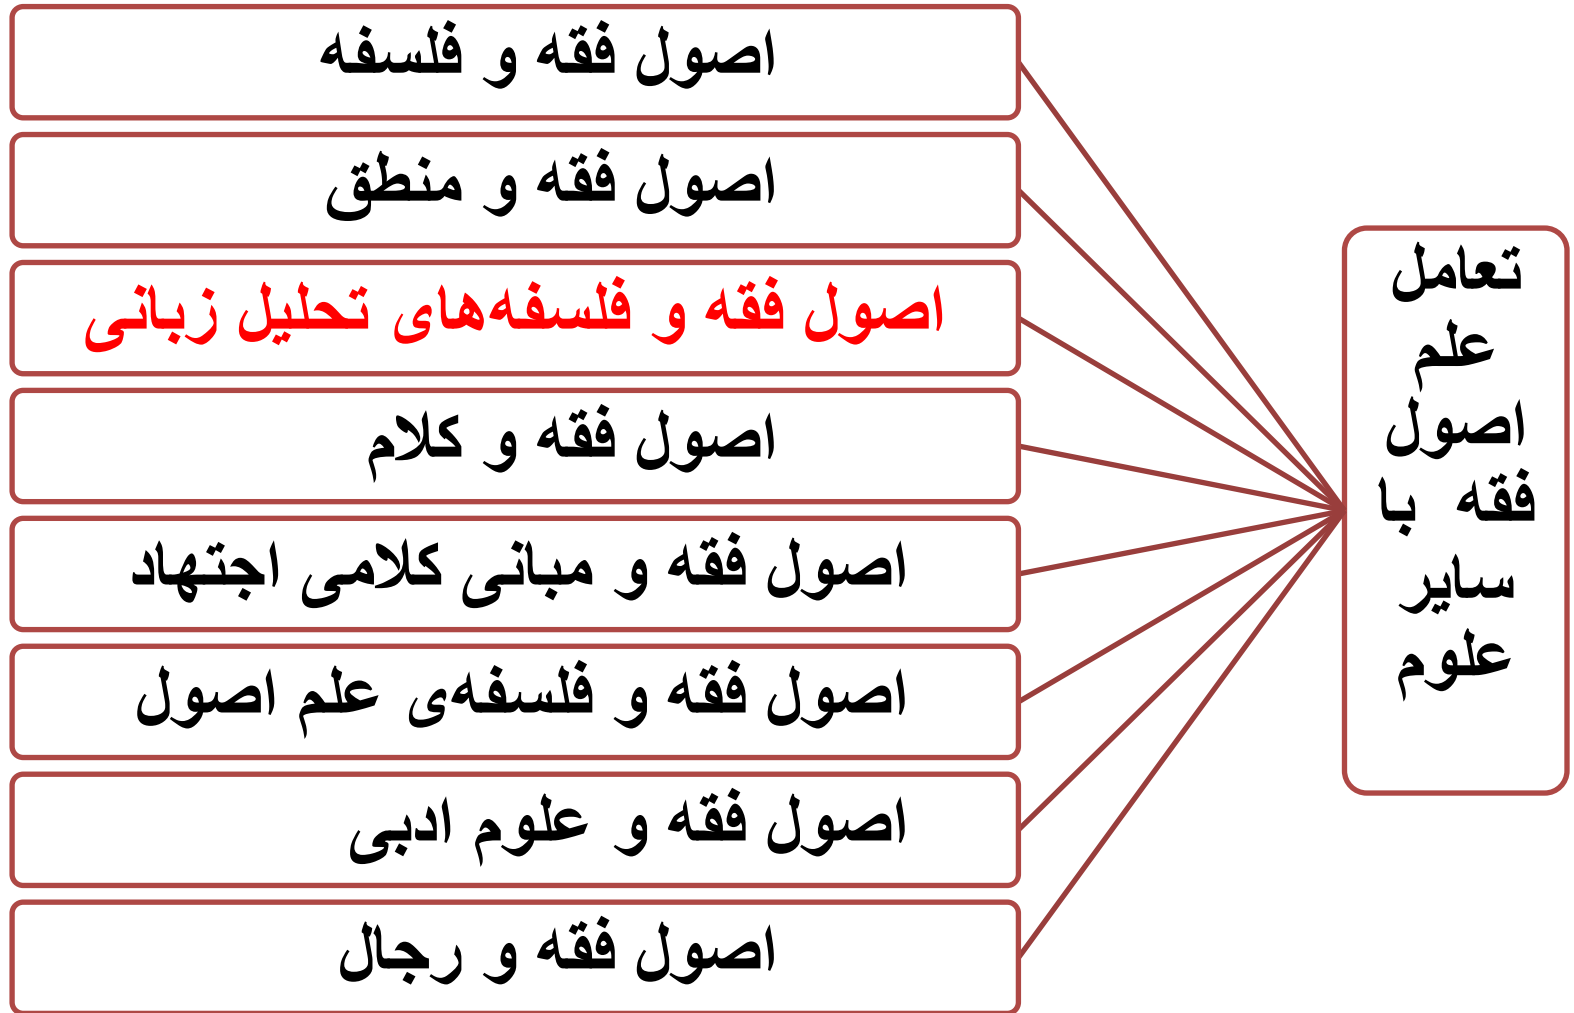 تعامل
علم
اصول
فقه با
سایر
علوم
اصول فقه و فلسفه
اصول فقه و منطق
اصول فقه و فلسفه‌های تحلیل زبانی
اصول فقه و کلام
اصول فقه و مبانی کلامی اجتهاد
اصول فقه و فلسفه‌ی علم اصول
اصول فقه و علوم ادبی
اصول فقه و رجال